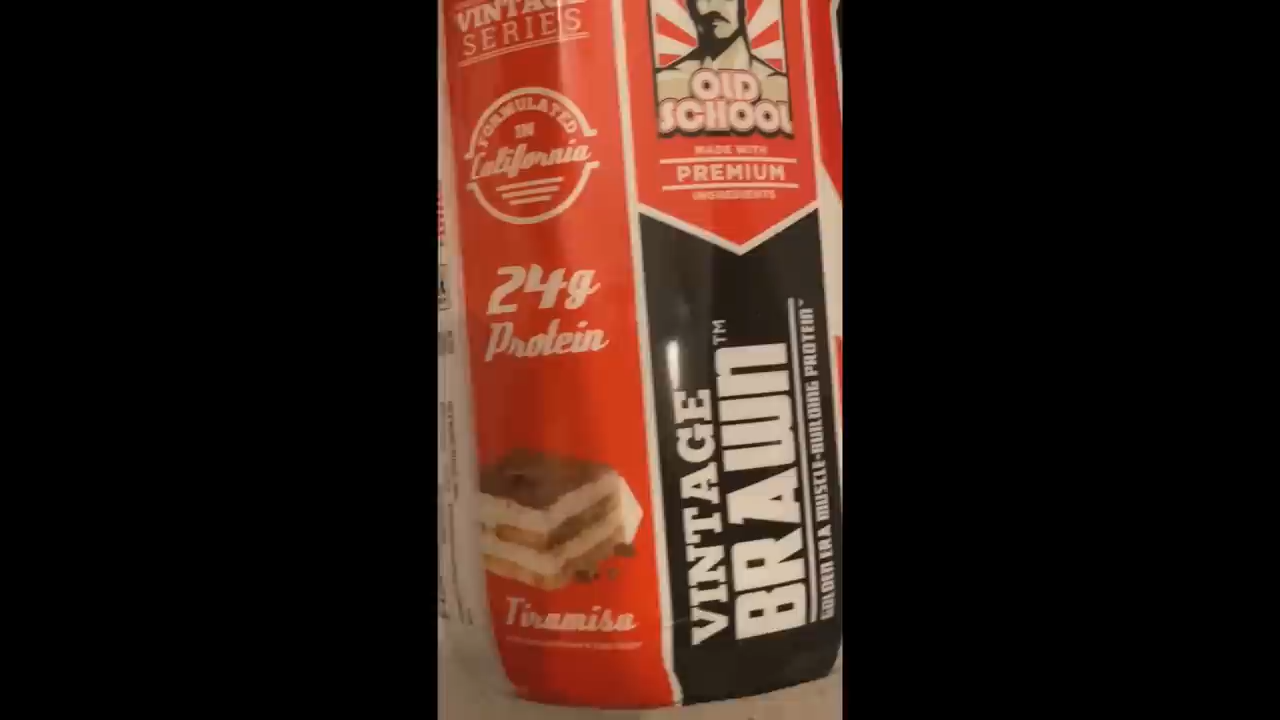 VINTAGE
SERIES
FORMULATED
IN
California
24g
Protein
Tiramisu
OLD
SCHOOL
MADE WITH
PREMIUM
INGREDIENTS
VINTAGE
BRAWN™
GOLDEN ERA MUSCLE-BUILDING PROTEIN™